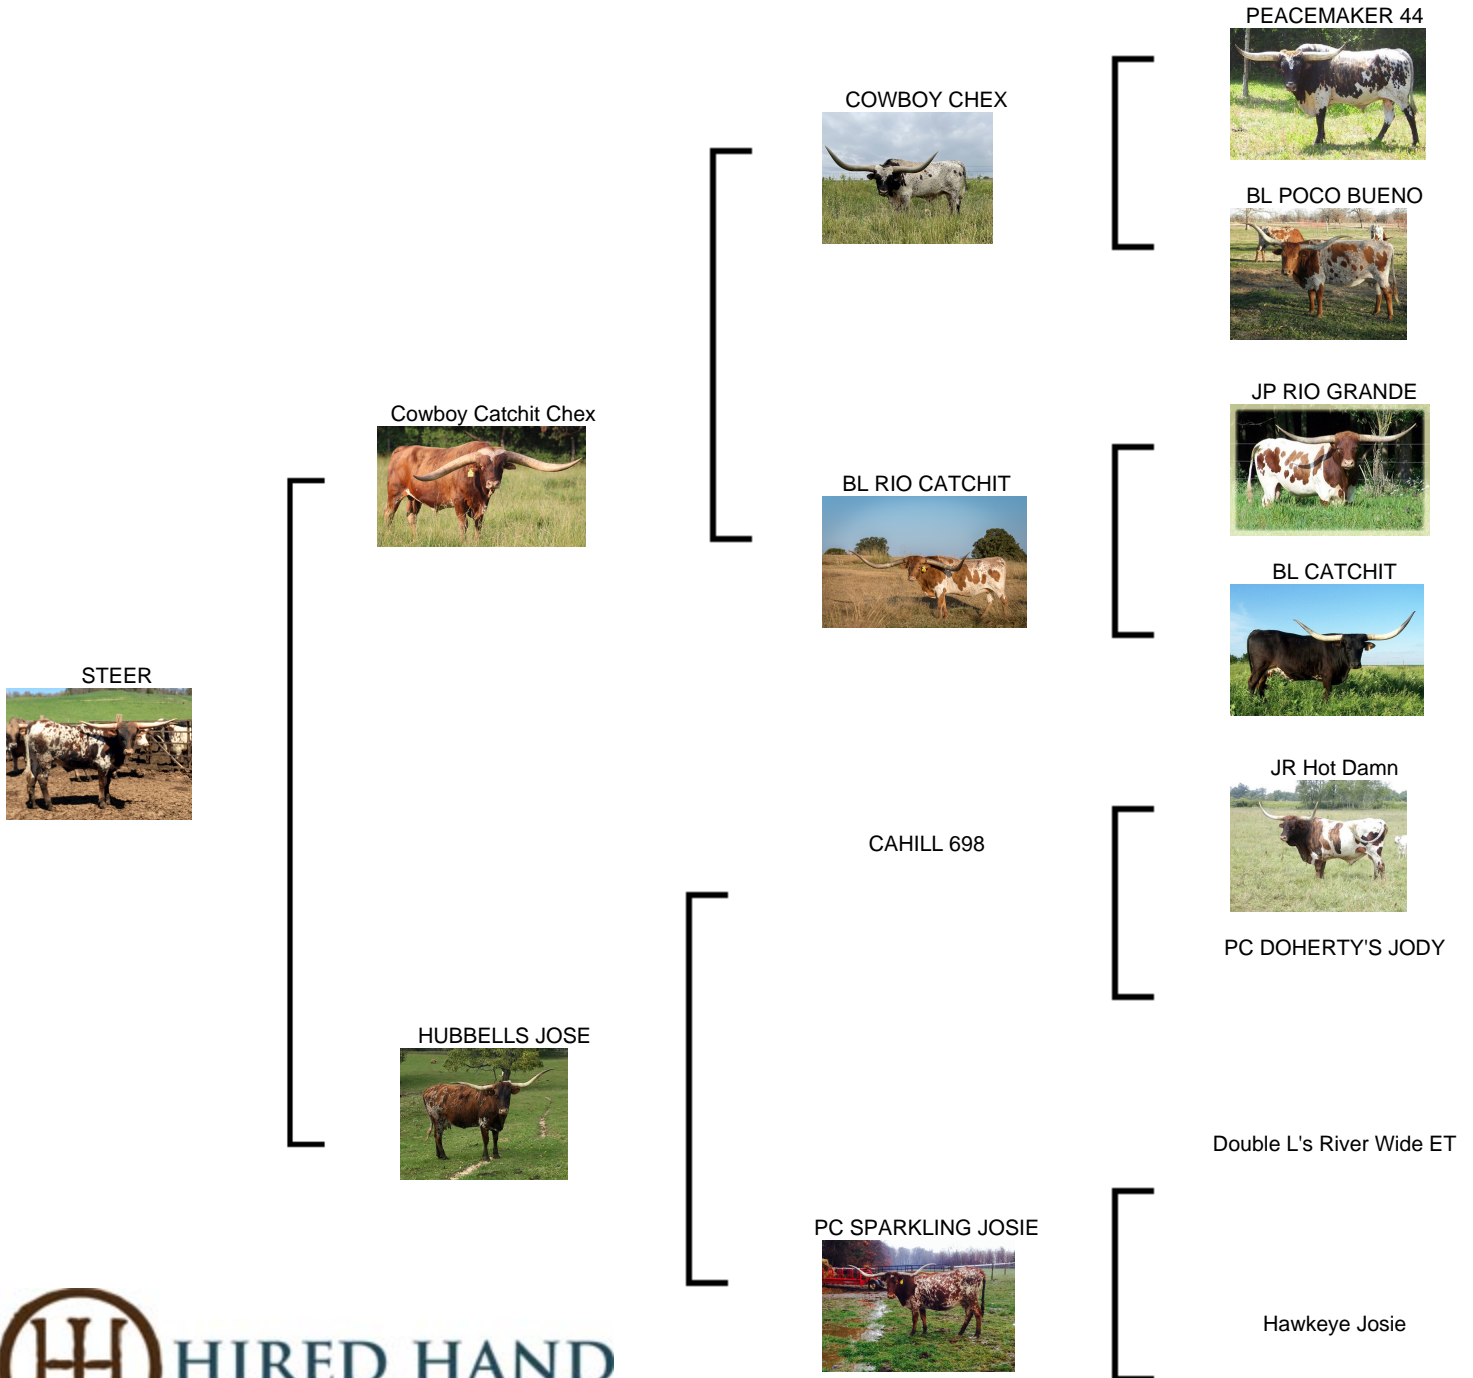 PEACEMAKER 44
COWBOY CHEX
BL POCO BUENO
Cowboy Catchit Chex
JP RIO GRANDE
BL RIO CATCHIT
BL CATCHIT
STEER
JR Hot Damn
CAHILL 698
PC DOHERTY'S JODY
HUBBELLS JOSE
Double L's River Wide ET
PC SPARKLING JOSIE
Hawkeye Josie
HIRED HAND